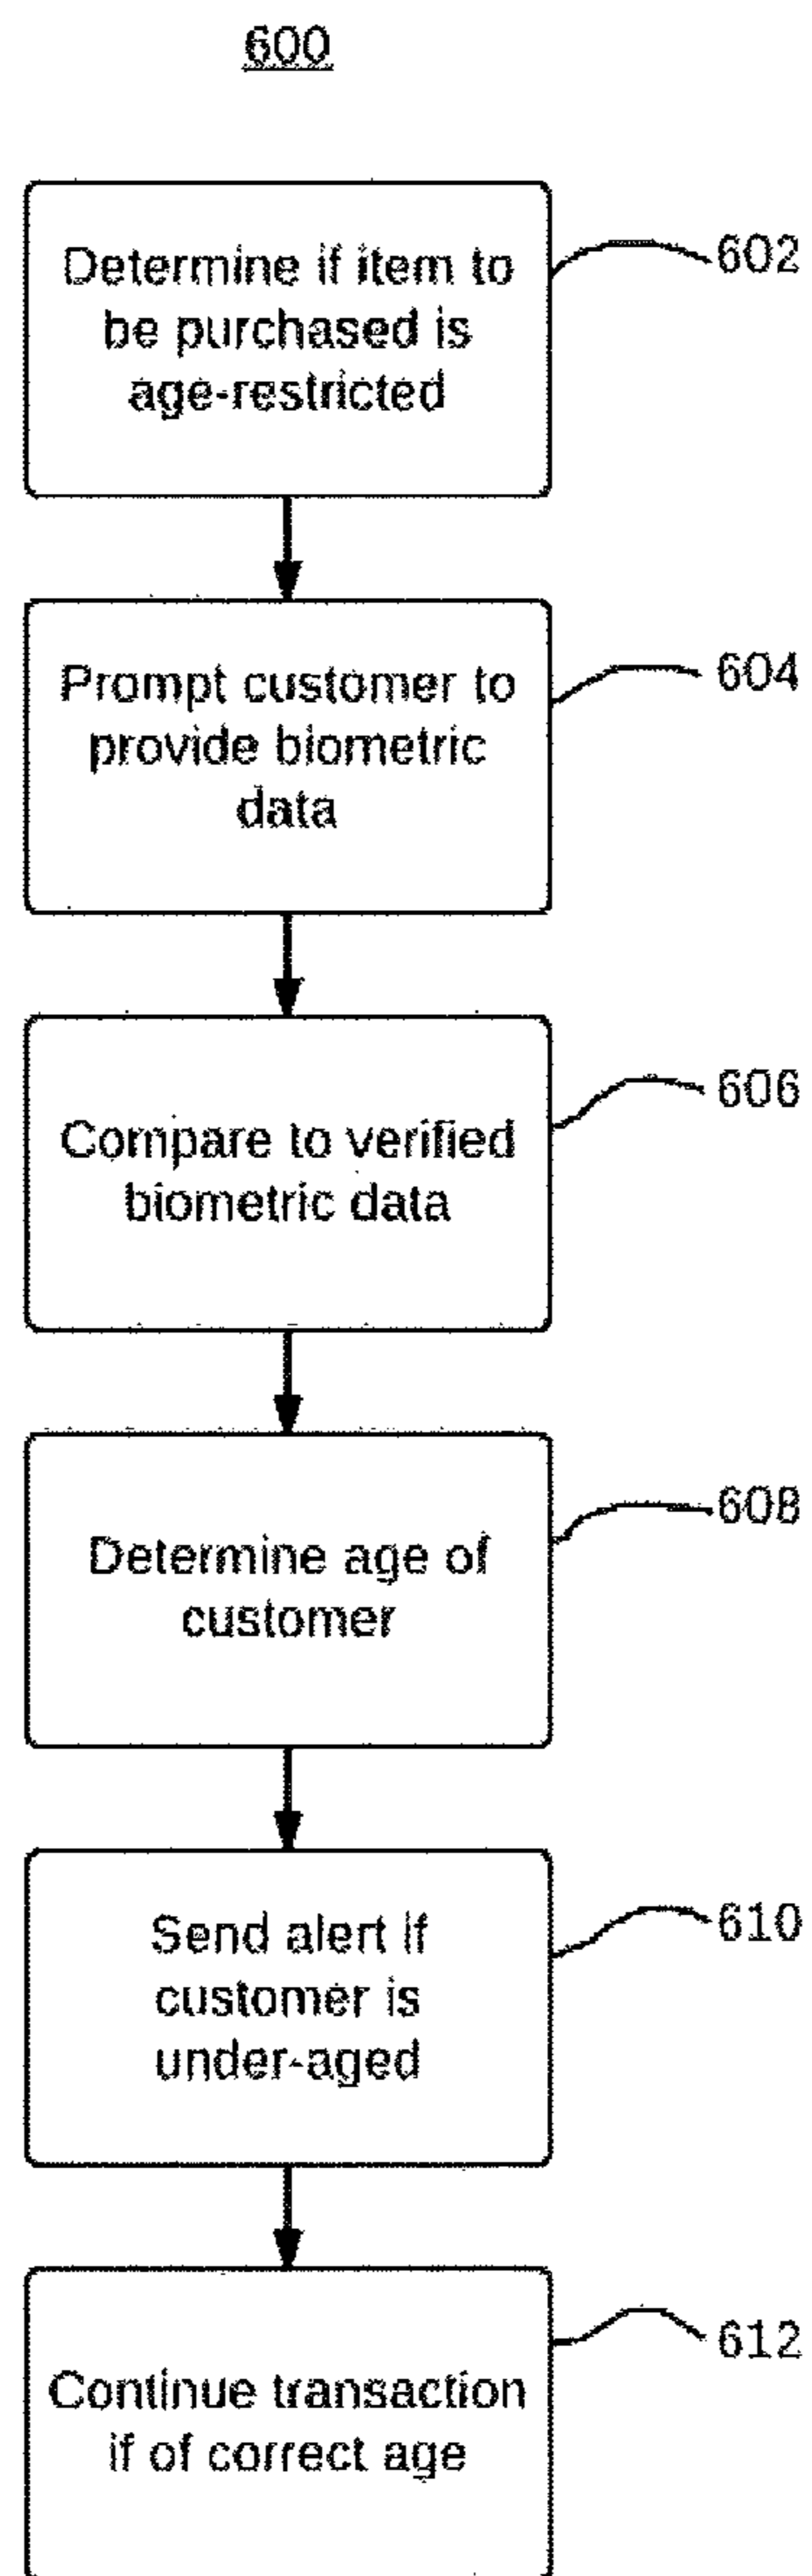 600
Determine if item to
be purchased is
age-restricted
602
Prompt customer to
provide biometric
data
604
Compare to verified
biometric data
606
Determine age of
customer
608
Send alert if
customer is
under-aged
610
Continue transaction
if of correct age
612